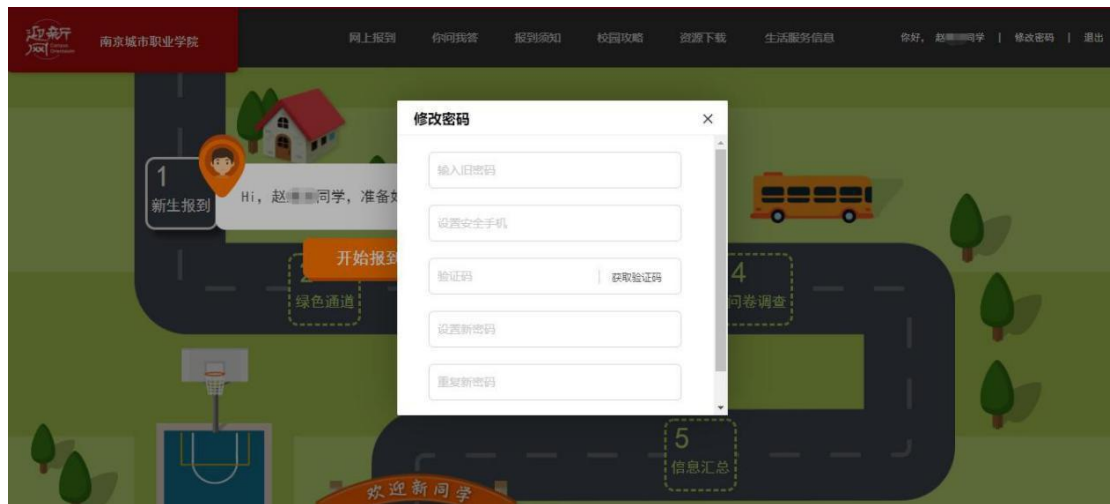 迎新厅
Campus
Orientation
南京城市职业学院
网上报到 你问我答 报到须知 校园攻略 资源下载 生活服务信息
你好, 赵 同学 | 修改密码 | 退出
修改密码
输入旧密码
设置安全手机
验证码 | 获取验证码
设置新密码
重复新密码
1
新生报到
Hi, 赵 同学, 准备好
开始报到
2
绿色通道
4
问卷调查
5
信息汇总
欢迎新同学